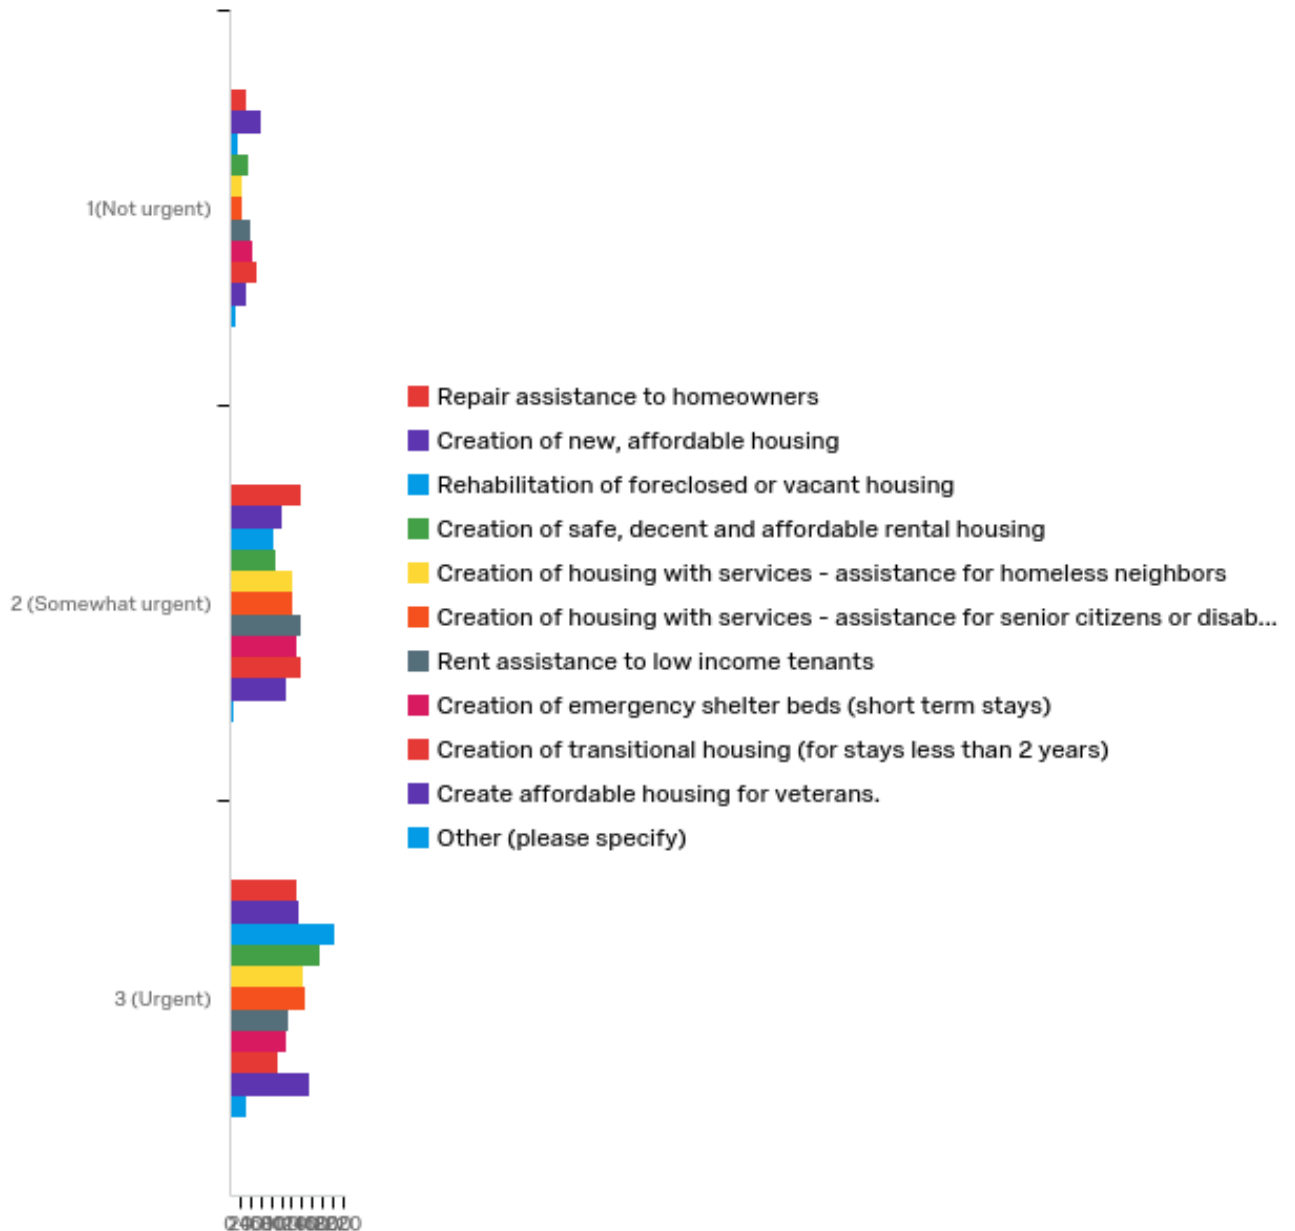 1(Not urgent)
2 (Somewhat urgent)
3 (Urgent)
Repair assistance to homeowners
Creation of new, affordable housing
Rehabilitation of foreclosed or vacant housing
Creation of safe, decent and affordable rental housing
Creation of housing with services - assistance for homeless neighbors
Creation of housing with services - assistance for senior citizens or disab...
Rent assistance to low income tenants
Creation of emergency shelter beds (short term stays)
Creation of transitional housing (for stays less than 2 years)
Create affordable housing for veterans.
Other (please specify)